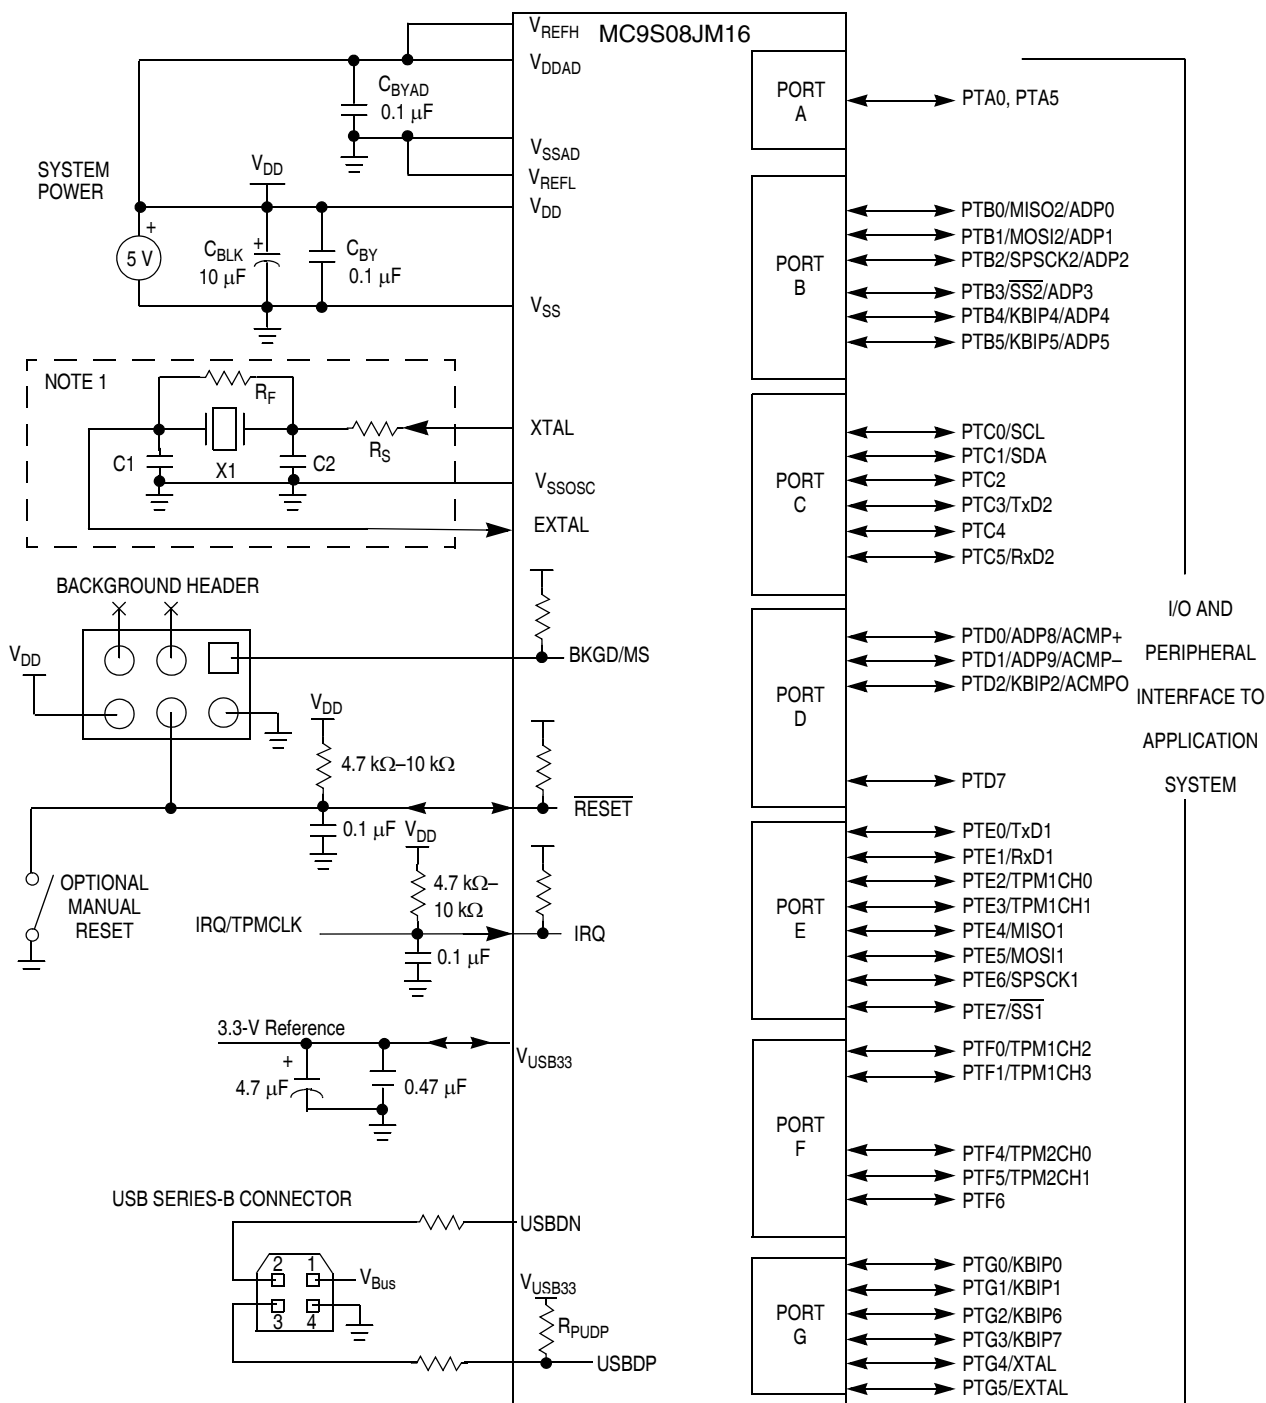 MC9S08JM16
VREFH
VDDAD
CBYAD
0.1 µF
VSSAD
VREFL
SYSTEM
POWER
VDD
VDD
+
5 V
CBLK
+
10 µF
CBY
0.1 µF
VSS
NOTE 1
RF
XTAL
RS
C1
X1
C2
VSSOSC
EXTAL
BACKGROUND HEADER
VDD
BKGD/MS
VDD
4.7 kΩ–10 kΩ
RESET
0.1 µF
VDD
OPTIONAL
MANUAL
RESET
4.7 kΩ–
10 kΩ
IRQ/TPMCLK
IRQ
0.1 µF
3.3-V Reference
VUSB33
+
4.7 µF
0.47 µF
USB SERIES-B CONNECTOR
USBDN
2 1
VBus
3 4
VUSB33
RPUDP
USBDP
PORT
A
PTA0, PTA5
PORT
B
PTB0/MISO2/ADP0
PTB1/MOSI2/ADP1
PTB2/SPSCK2/ADP2
PTB3/SS2/ADP3
PTB4/KBIP4/ADP4
PTB5/KBIP5/ADP5
PORT
C
PTC0/SCL
PTC1/SDA
PTC2
PTC3/TxD2
PTC4
PTC5/RxD2
PORT
D
PTD0/ADP8/ACMP+
PTD1/ADP9/ACMP–
PTD2/KBIP2/ACMPO
PTD7
PORT
E
PTE0/TxD1
PTE1/RxD1
PTE2/TPM1CH0
PTE3/TPM1CH1
PTE4/MISO1
PTE5/MOSI1
PTE6/SPSCK1
PTE7/SS1
PORT
F
PTF0/TPM1CH2
PTF1/TPM1CH3
PTF4/TPM2CH0
PTF5/TPM2CH1
PTF6
PORT
G
PTG0/KBIP0
PTG1/KBIP1
PTG2/KBIP6
PTG3/KBIP7
PTG4/XTAL
PTG5/EXTAL
I/O AND
PERIPHERAL
INTERFACE TO
APPLICATION
SYSTEM